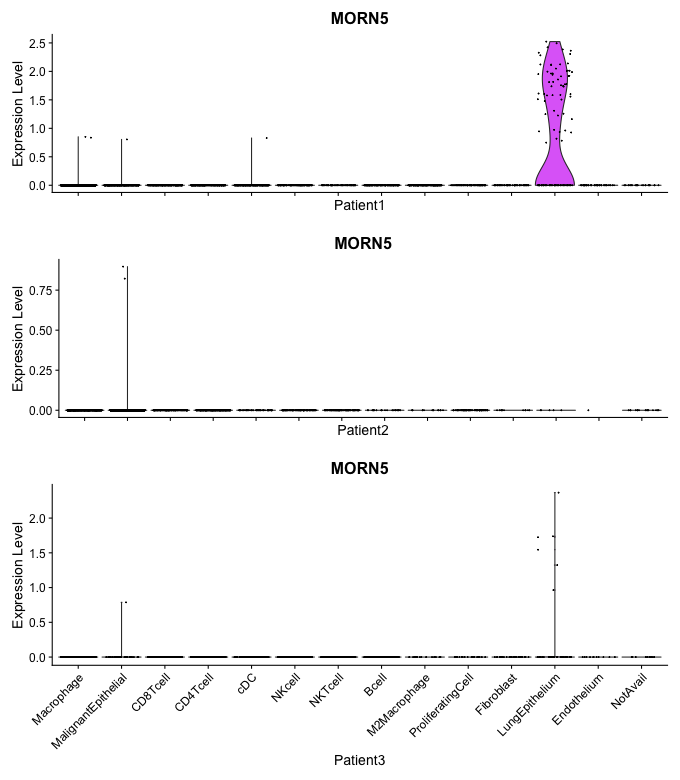 MORN5
Expression Level
2.5
2.0
1.5
1.0
0.5
0.0
Patient1
MORN5
Expression Level
0.75
0.50
0.25
0.00
Patient2
MORN5
Expression Level
2.0
1.5
1.0
0.5
0.0
Macrophage
MalignantEpithelial
CD8Tcell
CD4Tcell
cDC
NKcell
NKTcell
Bcell
M2Macrophage
ProliferatingCell
Fibroblast
LungEpithelium
Endothelium
NotAvail
Patient3